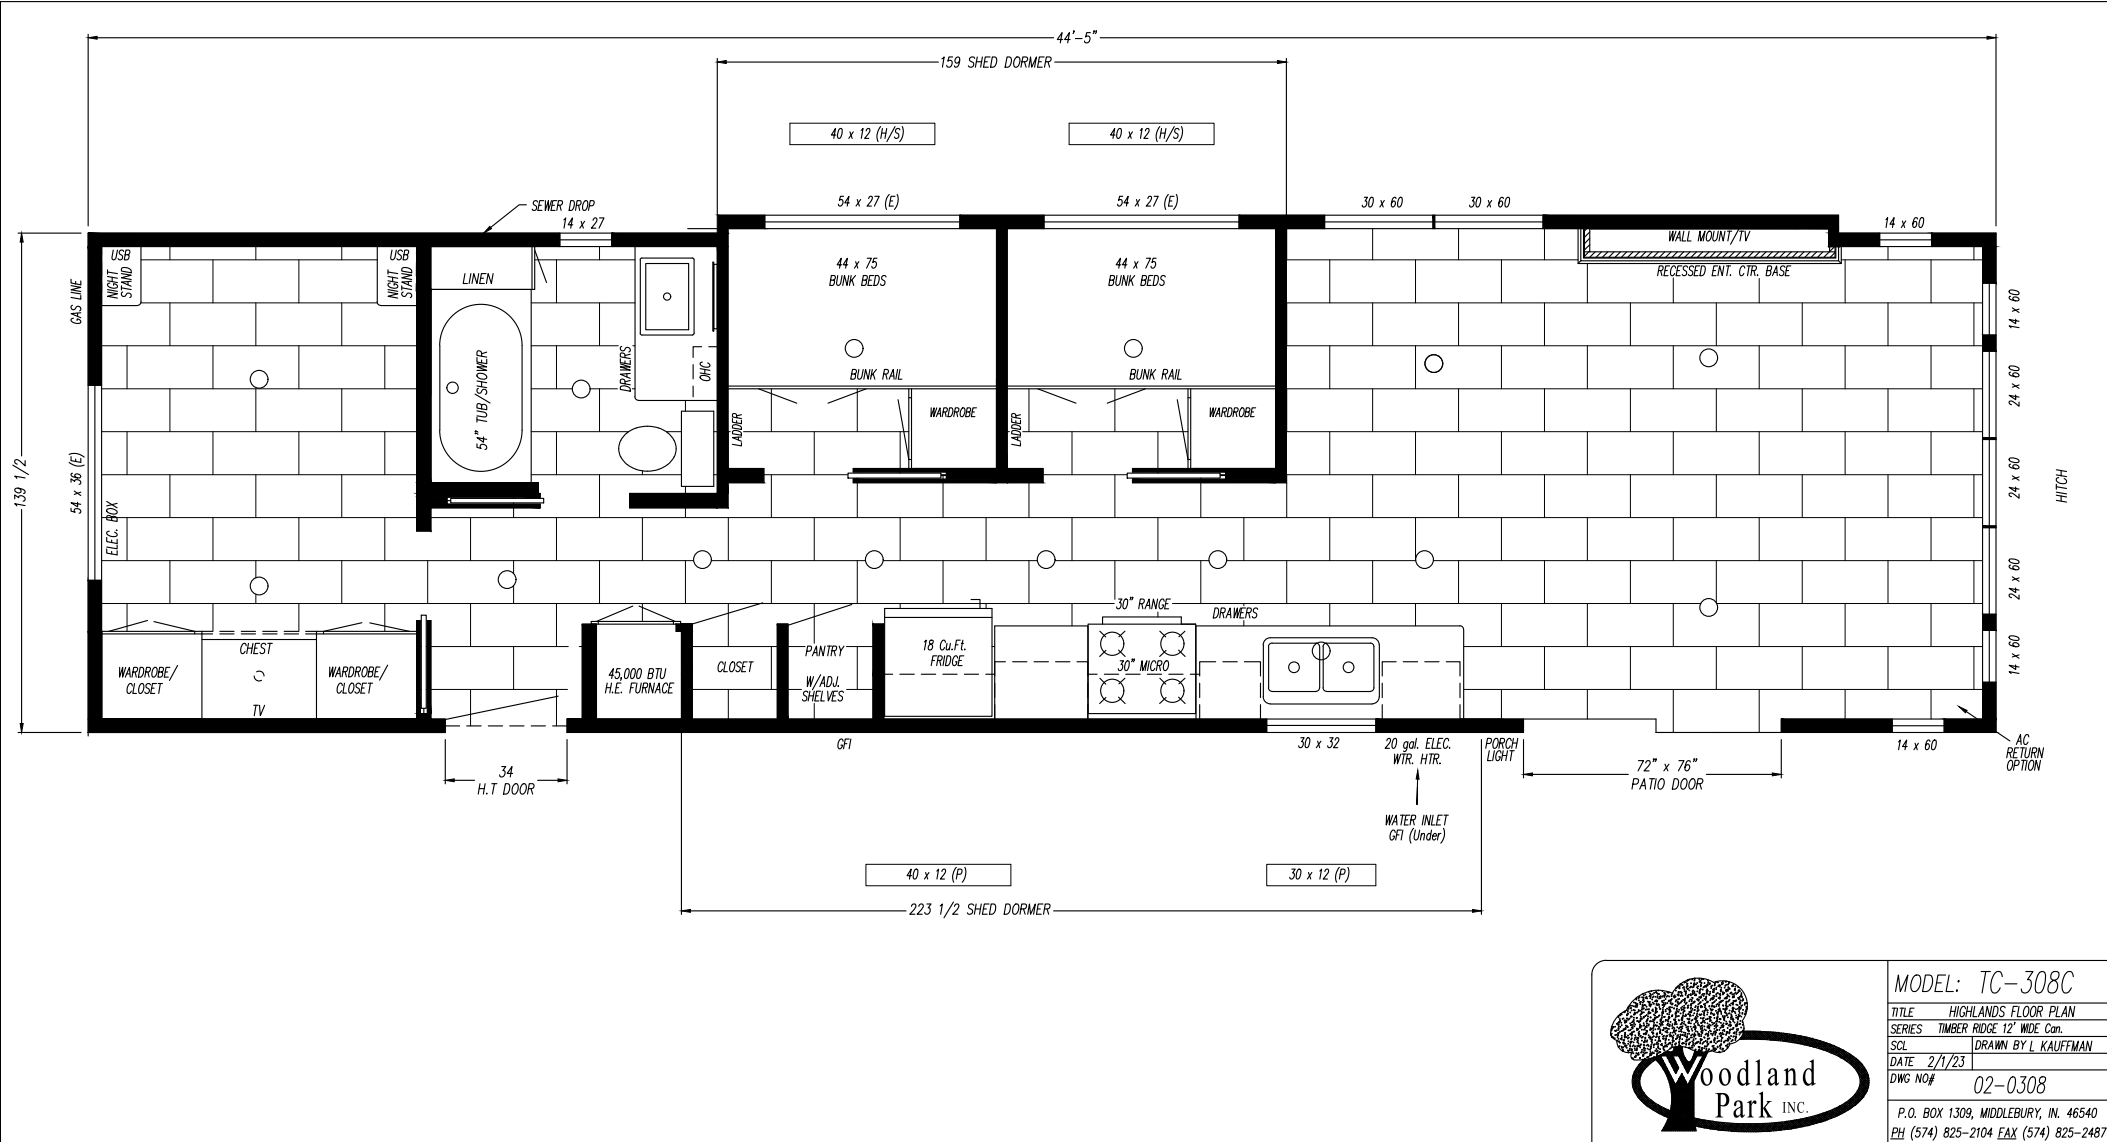 44'-5"
159 SHED DORMER
40 x 12 (H/S)
40 x 12 (H/S)
SEWER DROP
14 x 27
54 x 27 (E)
54 x 27 (E)
30 x 60
30 x 60
14 x 60
WALL MOUNT/TV
RECESSED ENT. CTR. BASE
USB
NIGHT
STAND
USB
NIGHT
STAND
LINEN
44 x 75
BUNK BEDS
44 x 75
BUNK BEDS
GAS LINE
139 1/2
54 x 36 (E)
ELEC. BOX
54" TUB/SHOWER
DRAWERS
OHC
BUNK RAIL
BUNK RAIL
LADDER
WARDROBE
LADDER
WARDROBE
14 x 60
24 x 60
24 x 60
24 x 60
14 x 60
HITCH
WARDROBE/
CLOSET
CHEST
TV
WARDROBE/
CLOSET
45,000 BTU
H.E. FURNACE
CLOSET
PANTRY
W/ADJ.
SHELVES
18 Cu.Ft.
FRIDGE
30" RANGE
30" MICRO
DRAWERS
GFI
30 x 32
20 gal. ELEC.
WTR. HTR.
PORCH
LIGHT
14 x 60
AC
RETURN
OPTION
34
H.T DOOR
72" x 76"
PATIO DOOR
WATER INLET
GFI (Under)
40 x 12 (P)
30 x 12 (P)
223 1/2 SHED DORMER
Woodland
Park INC.
MODEL: TC-308C
TITLE HIGHLANDS FLOOR PLAN
SERIES TIMBER RIDGE 12' WIDE Can.
SCL DRAWN BY L KAUFFMAN
DATE 2/1/23
DWG NO# 02-0308
P.O. BOX 1309, MIDDLEBURY, IN. 46540
PH (574) 825-2104 FAX (574) 825-2487